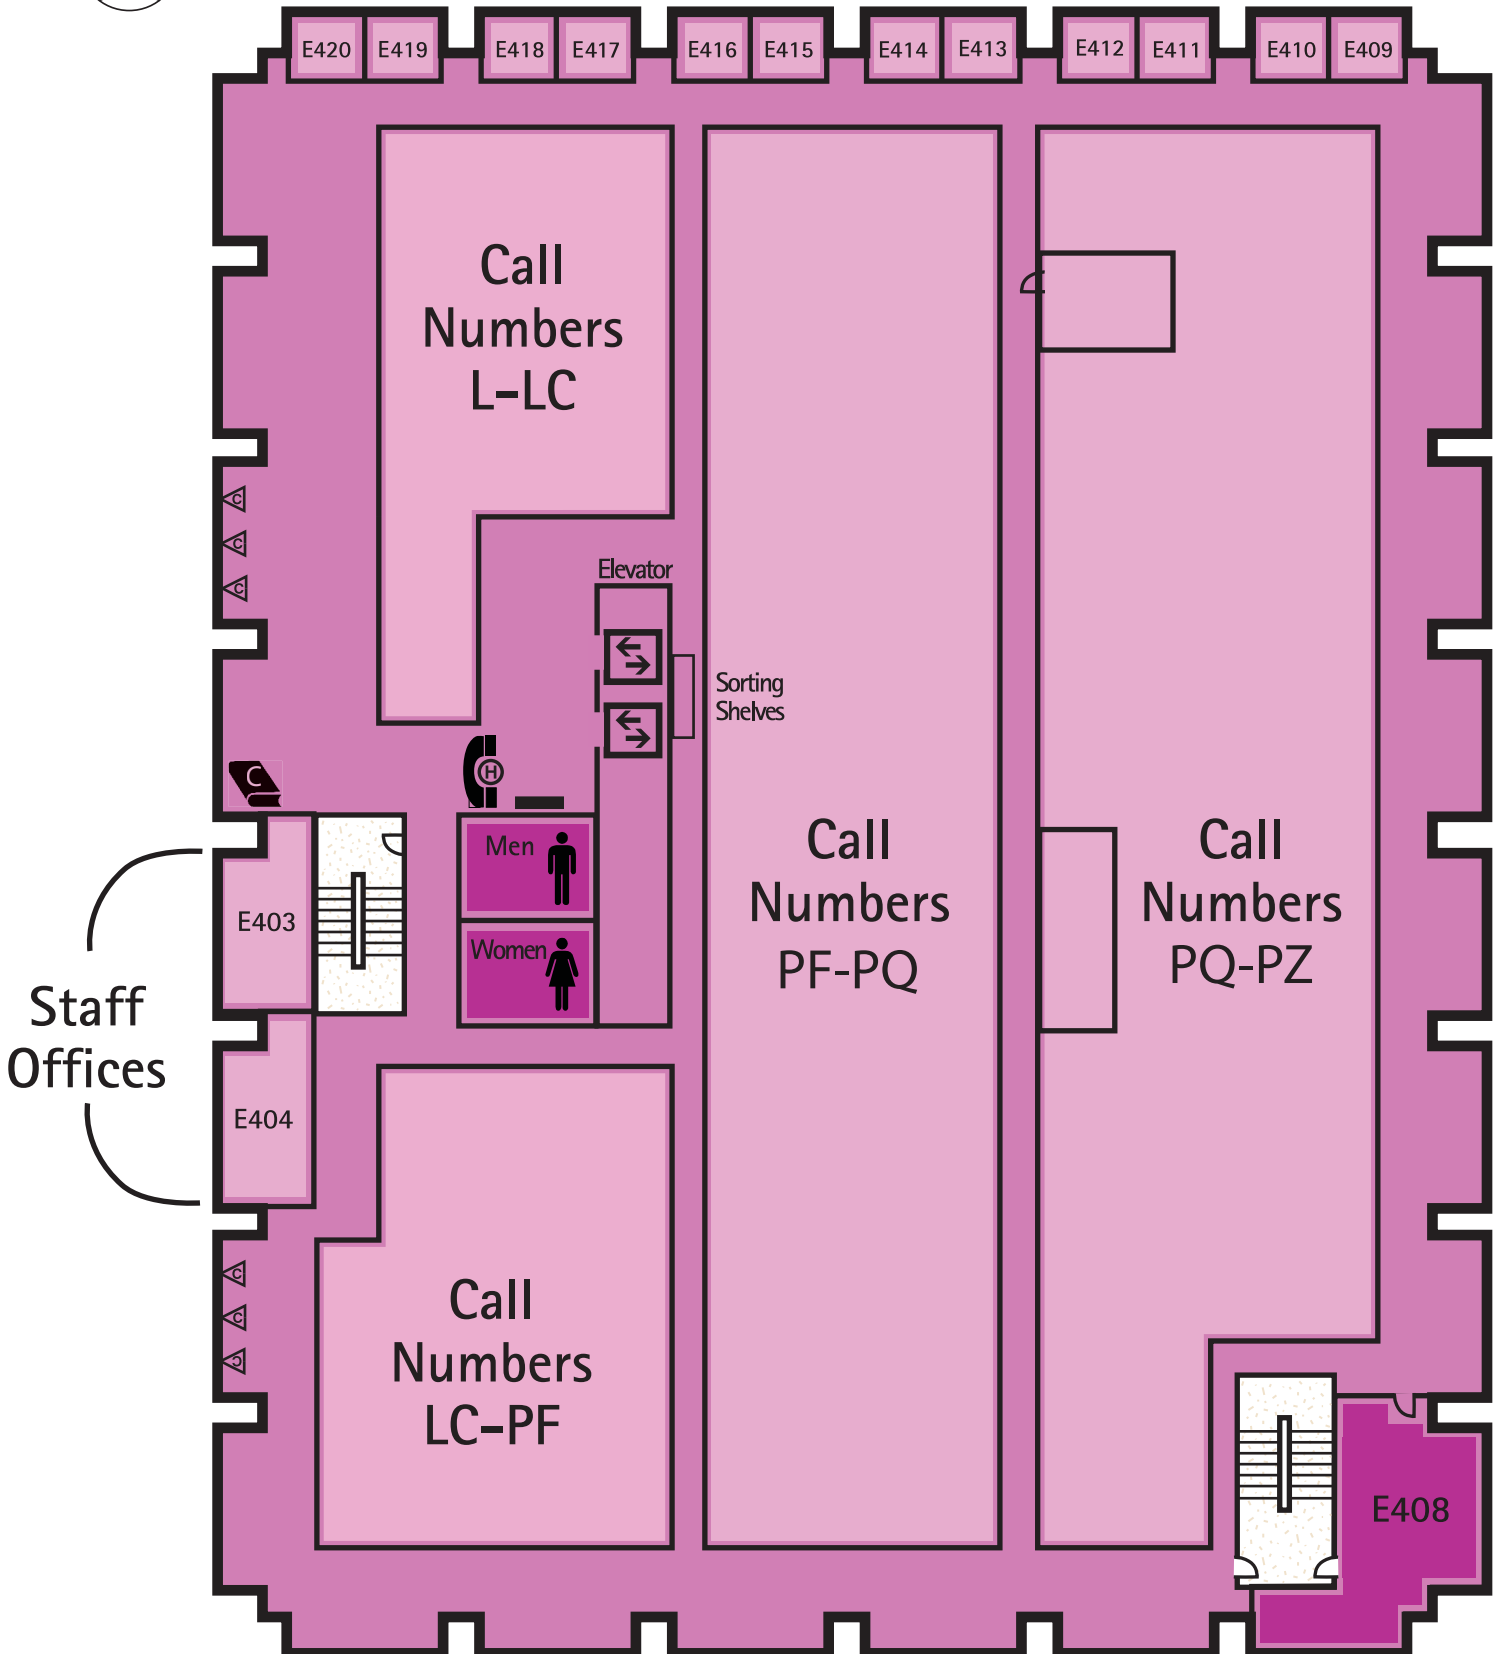 E420 E419 E418 E417 E416 E415 E414 E413 E412 E411 E410 E409
Call
Numbers
L–LC
C
C
C
Elevator
Sorting
Shelves
C
H
Men
Women
E403
Staff
Offices
E404
Call
Numbers
PF-PQ
Call
Numbers
PQ-PZ
C
C
C
Call
Numbers
LC–PF
E408